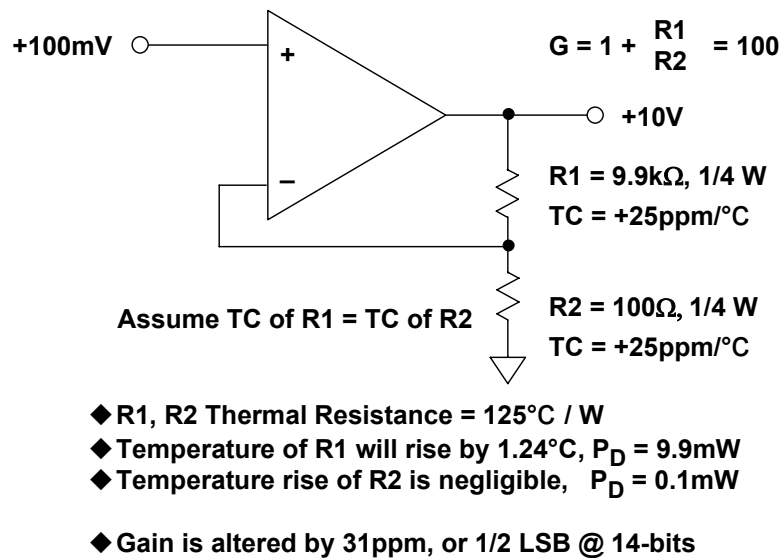 +100mV
+
–
G = 1 + R1/R2 = 100
+10V
R1 = 9.9kΩ, 1/4 W
TC = +25ppm/°C
Assume TC of R1 = TC of R2
R2 = 100Ω, 1/4 W
TC = +25ppm/°C
◆ R1, R2 Thermal Resistance = 125°C / W
◆ Temperature of R1 will rise by 1.24°C, PD = 9.9mW
◆ Temperature rise of R2 is negligible, PD = 0.1mW
◆ Gain is altered by 31ppm, or 1/2 LSB @ 14-bits